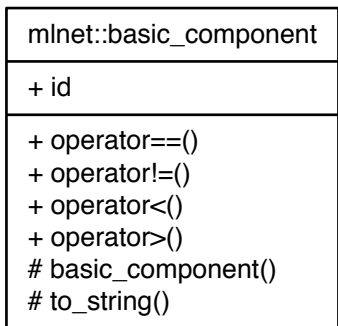 mlnet::basic_component
+ id
+ operator==()
+ operator!=()
+ operator<()
+ operator>()
# basic_component()
# to_string()